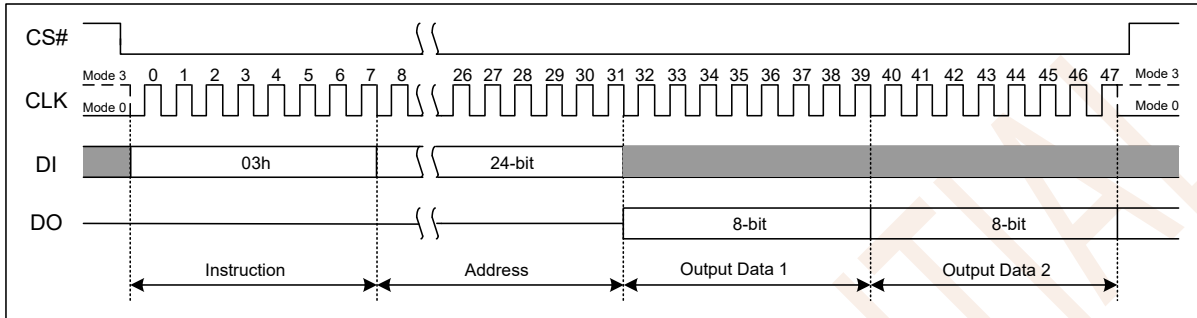 CS#
Mode 3 0 1 2 3 4 5 6 7 8 26 27 28 29 30 31 32 33 34 35 36 37 38 39 40 41 42 43 44 45 46 47 Mode 3
CLK
Mode 0 Mode 0
DI 03h 24-bit
DO 8-bit 8-bit
Instruction Address Output Data 1 Output Data 2